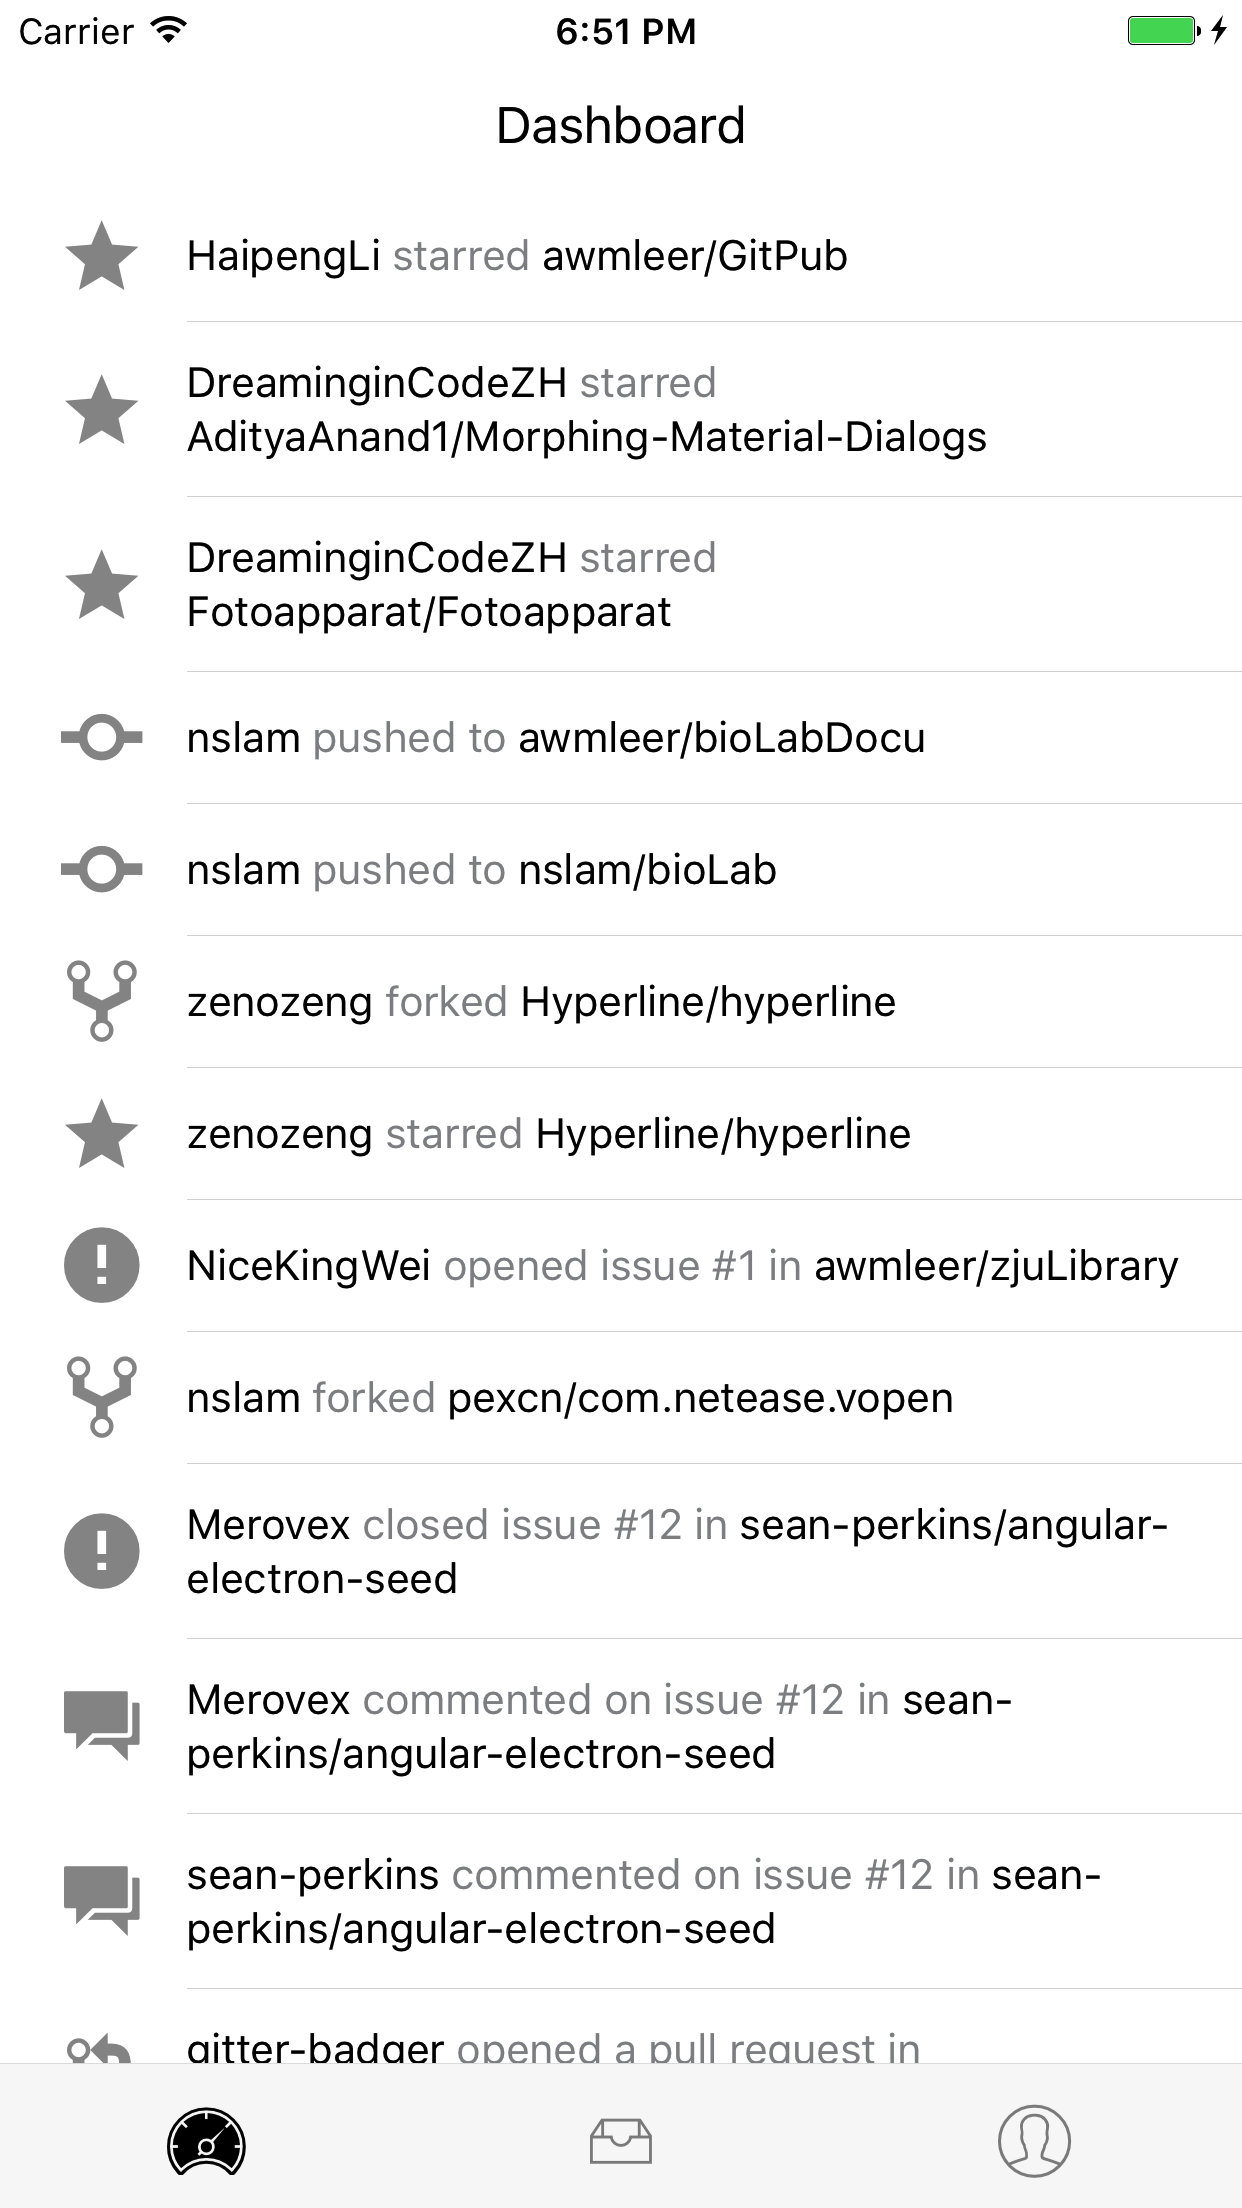 Carrier 6:51 PM
Dashboard
HaipengLi starred awmleer/GitPub
DreaminginCodeZH starred
AdityaAnand1/Morphing-Material-Dialogs
DreaminginCodeZH starred
Fotoapparat/Fotoapparat
nslam pushed to awmleer/bioLabDocu
nslam pushed to nslam/bioLab
zenozeng forked Hyperline/hyperline
zenozeng starred Hyperline/hyperline
NiceKingWei opened issue #1 in awmleer/zjuLibrary
nslam forked pexcn/com.netease.vopen
Merovex closed issue #12 in sean-perkins/angular-
electron-seed
Merovex commented on issue #12 in sean-
perkins/angular-electron-seed
sean-perkins commented on issue #12 in sean-
perkins/angular-electron-seed
gitter-badger opened a pull request in